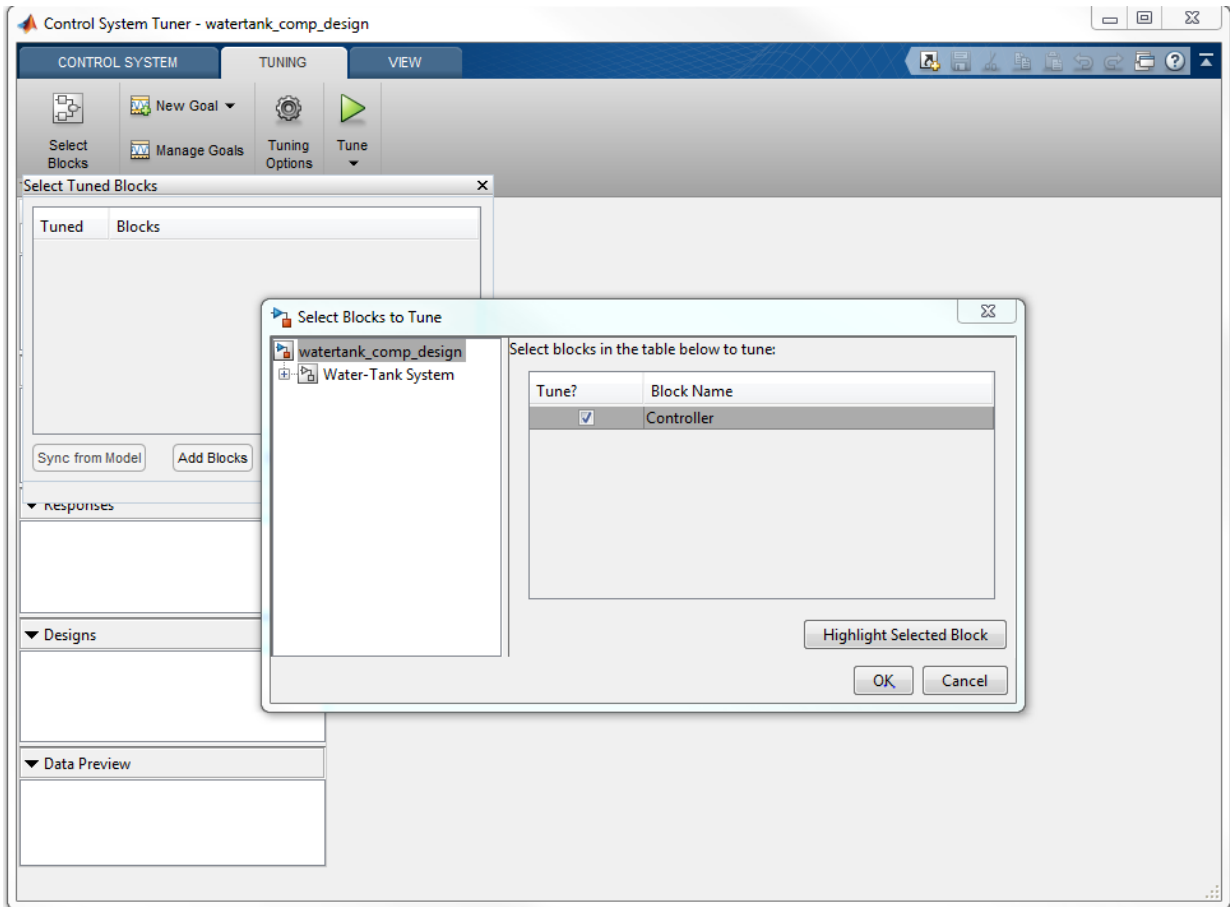 Control System Tuner - watertank_comp_design
CONTROL SYSTEM TUNING VIEW
New Goal
Select Blocks
Manage Goals
Tuning Options
Tune
Select Tuned Blocks
Tuned Blocks
Sync from Model Add Blocks
Select Blocks to Tune
watertank_comp_design
Water-Tank System
Select blocks in the table below to tune:
Tune? Block Name
Controller
Highlight Selected Block
OK Cancel
Responses
Designs
Data Preview